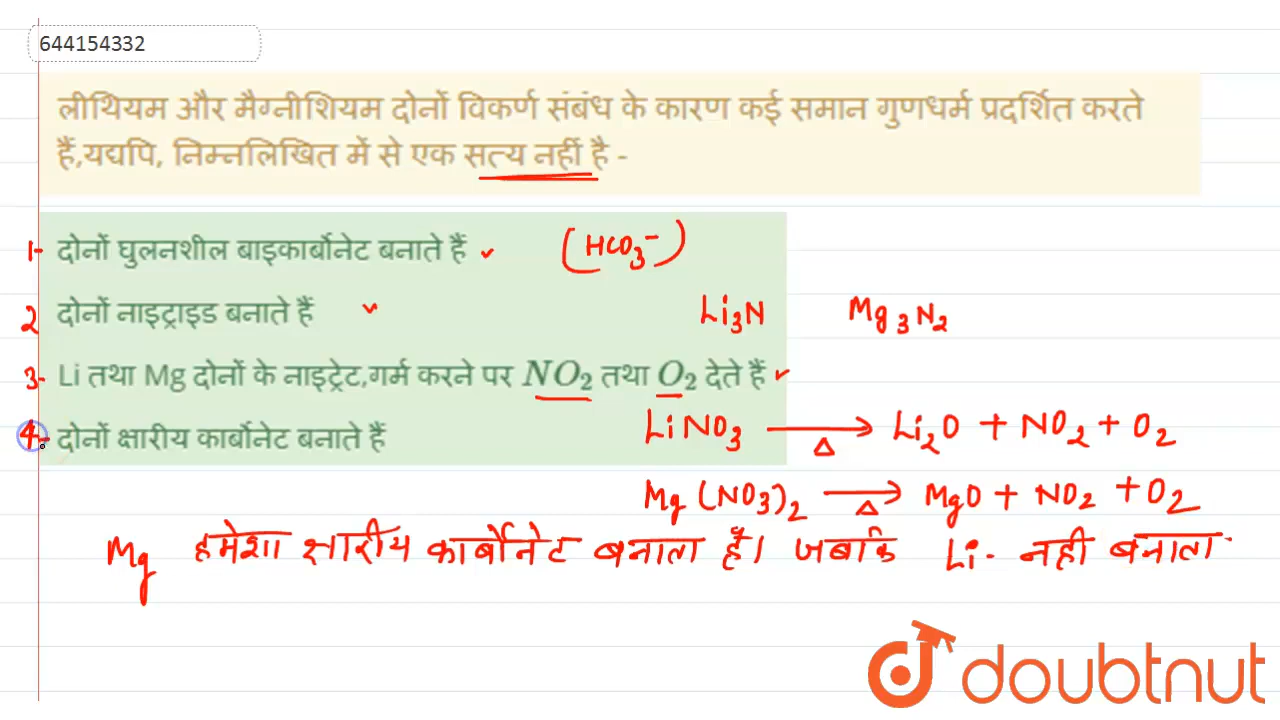 644154332
लीथियम और मैग्नीशियम दोनों विकर्ण संबंध के कारण कई समान गुणधर्म प्रदर्शित करते
हैं,यद्यपि, निम्नलिखित में से एक सत्य नहीं है -
1- दोनों घुलनशील बाइकार्बोनेट बनाते हैं ✓ (HCO₃⁻)
2 दोनों नाइट्राइड बनाते हैं ✓ Li₃N Mg₃N₂
3- Li तथा Mg दोनों के नाइट्रेट,गर्म करने पर NO₂ तथा O₂ देते हैं ✓
4- दोनों क्षारीय कार्बोनेट बनाते हैं
LiNO₃ ⟶ Li₂O + NO₂ + O₂
Δ
Mg(NO₃)₂ ⟶ MgO + NO₂ + O₂
Δ
Mg हमेशा क्षारीय कार्बोनेट बनाता है। जबकि Li- नही बनाता
doubtnut